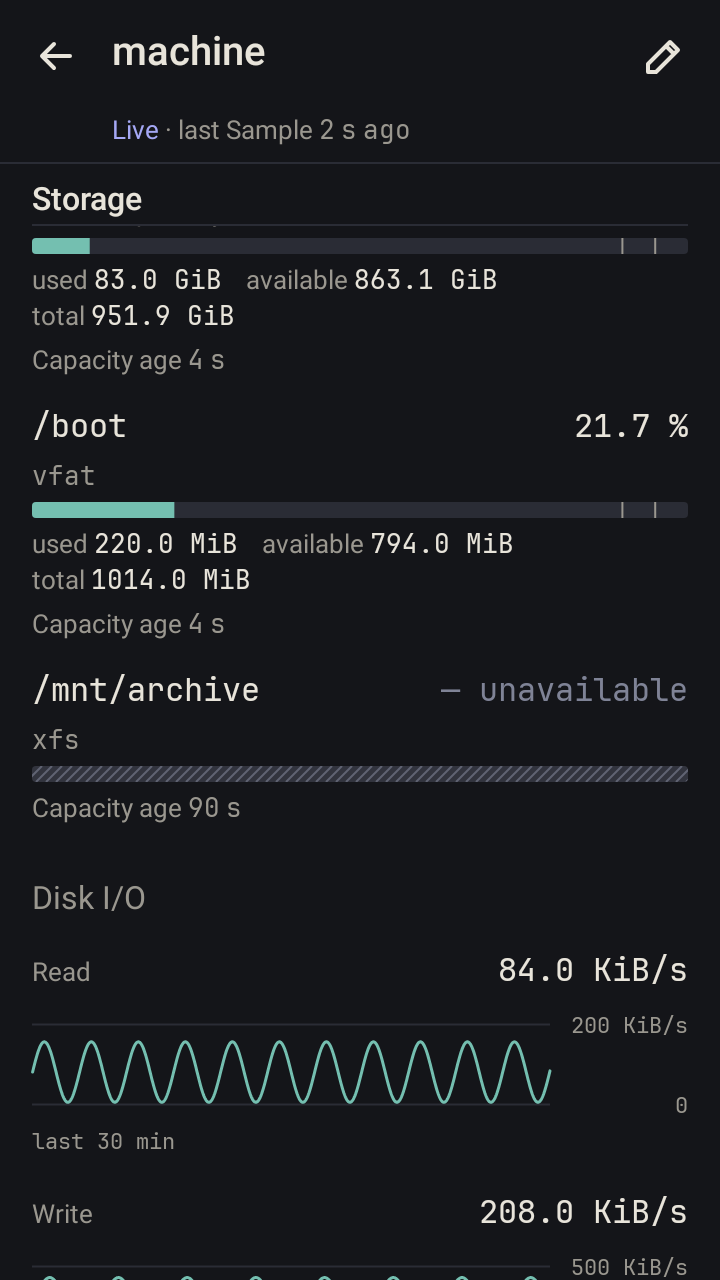 machine
Live · last Sample 2 s ago
Storage
used 83.0 GiB available 863.1 GiB
total 951.9 GiB
Capacity age 4 s
/boot 21.7 %
vfat
used 220.0 MiB available 794.0 MiB
total 1014.0 MiB
Capacity age 4 s
/mnt/archive — unavailable
xfs
Capacity age 90 s
Disk I/O
Read 84.0 KiB/s
200 KiB/s
0
last 30 min
Write 208.0 KiB/s
500 KiB/s